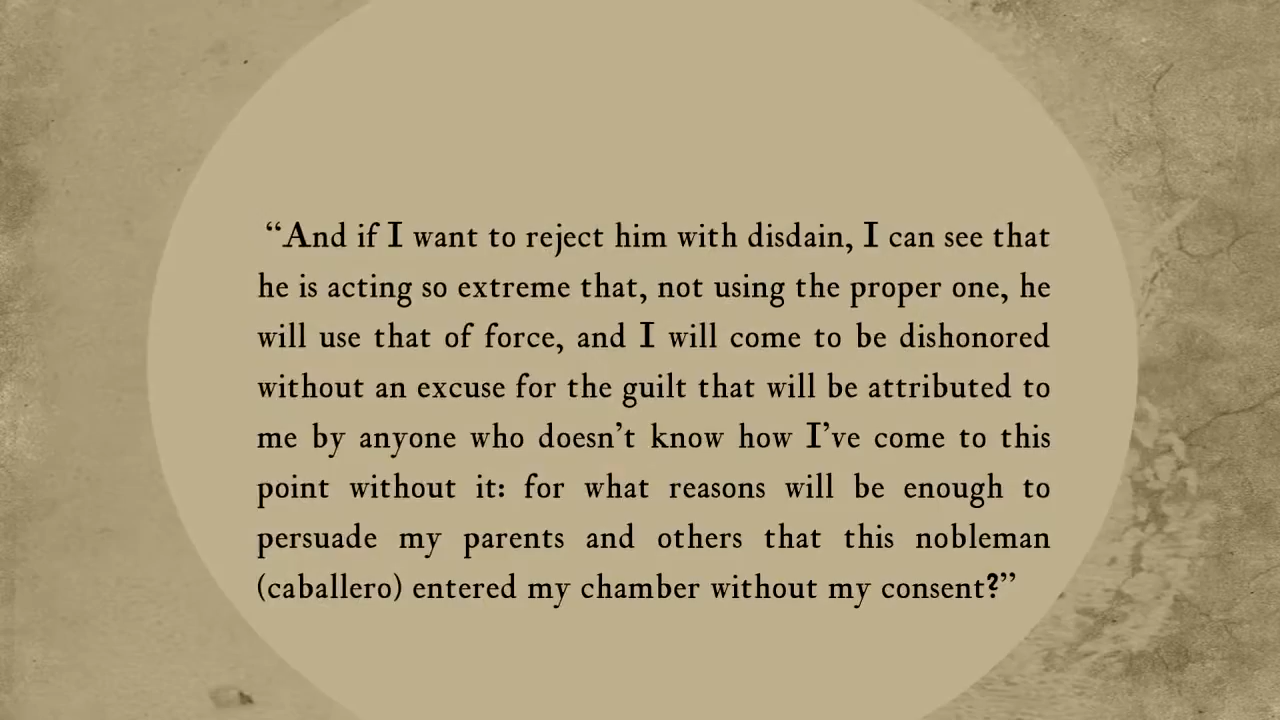 “And if I want to reject him with disdain, I can see that
he is acting so extreme that, not using the proper one, he
will use that of force, and I will come to be dishonored
without an excuse for the guilt that will be attributed to
me by anyone who doesn’t know how I’ve come to this
point without it: for what reasons will be enough to
persuade my parents and others that this nobleman
(caballero) entered my chamber without my consent?”